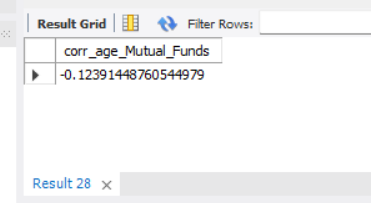 Result Grid Filter Rows:
corr_age_Mutual_Funds
-0.12391448760544979
Result 28